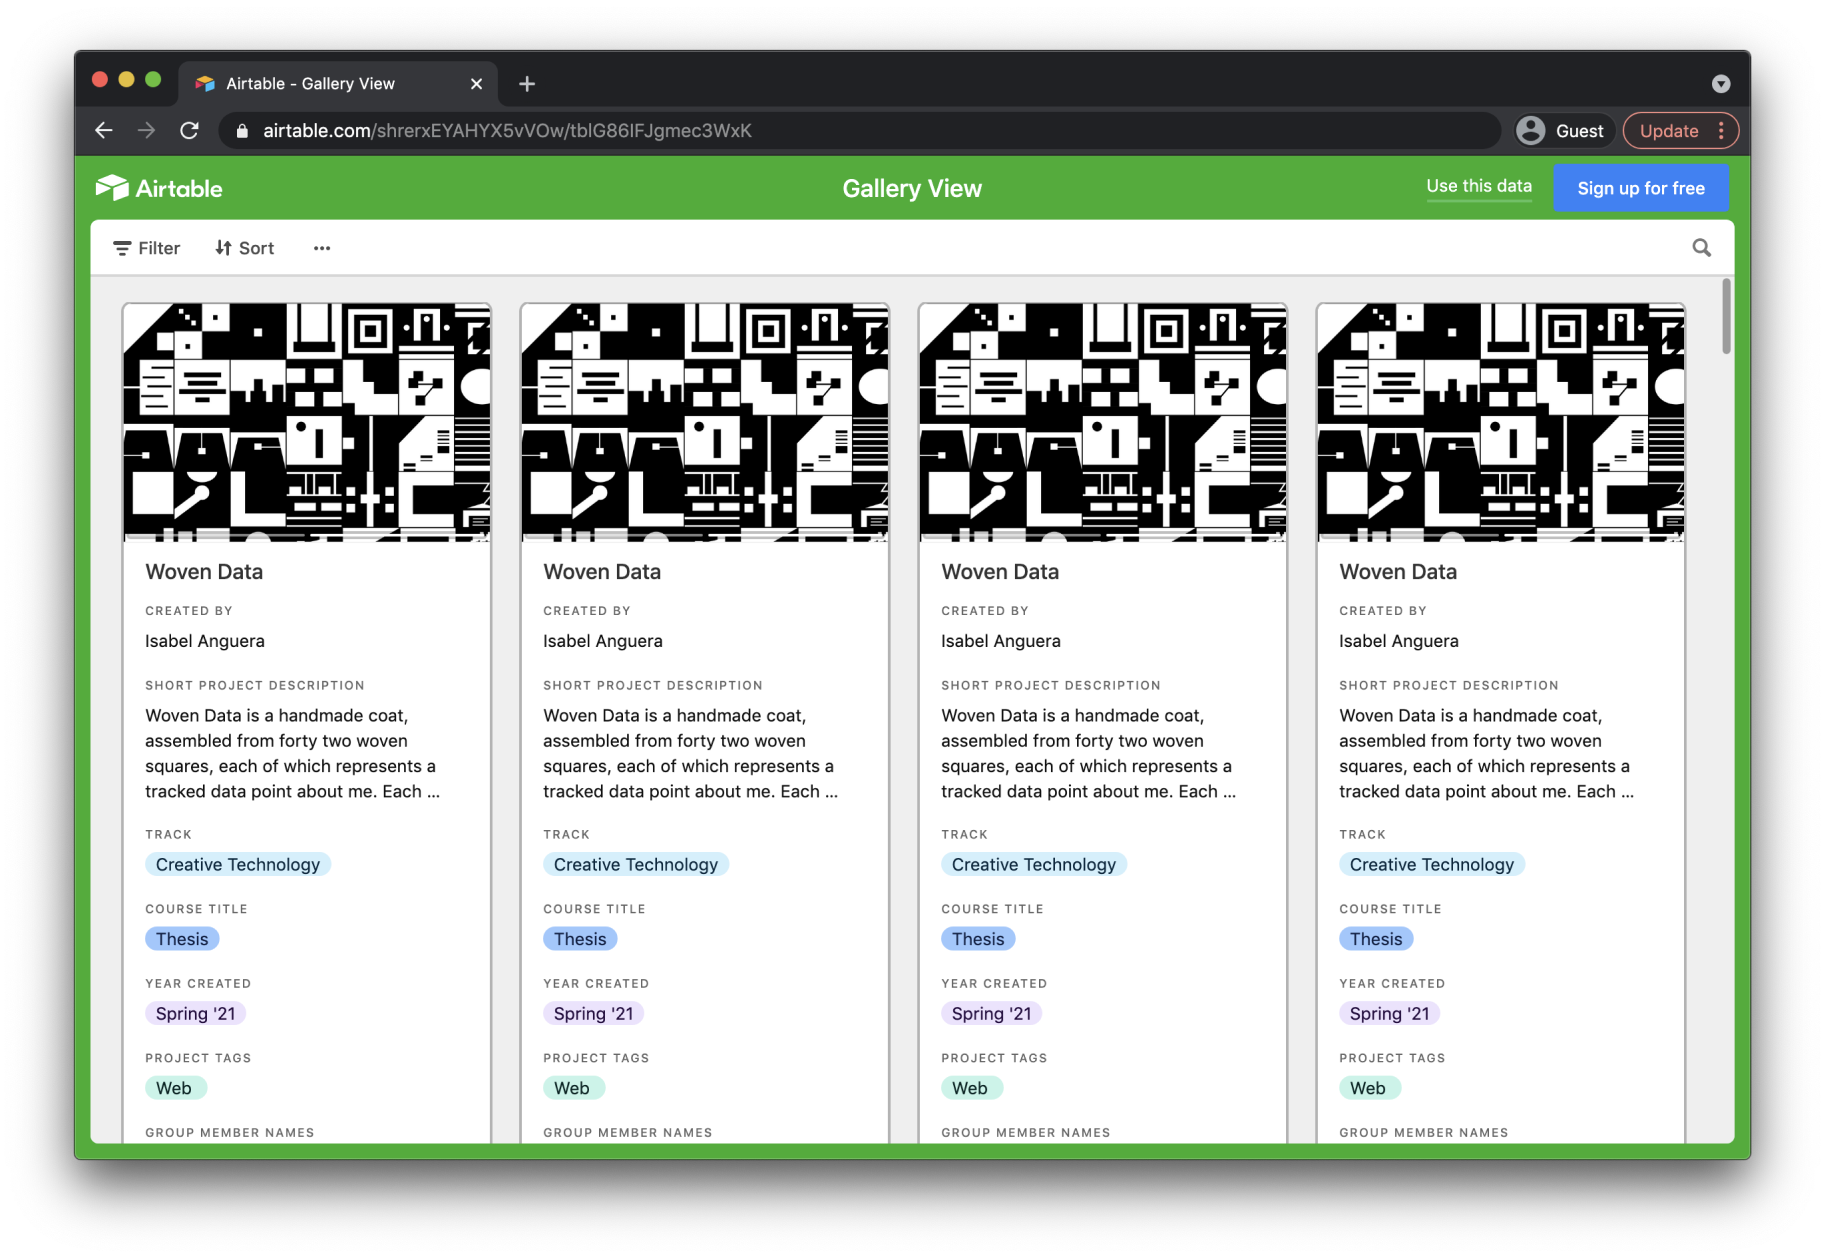 Airtable - Gallery View
airtable.com/shrerxEYAHYX5vVOw/tblG86IFJgmec3WxK
Guest
Update
Airtable
Gallery View
Use this data
Sign up for free
Filter
Sort
Woven Data
CREATED BY
Isabel Anguera
SHORT PROJECT DESCRIPTION
Woven Data is a handmade coat,
assembled from forty two woven
squares, each of which represents a
tracked data point about me. Each ...
TRACK
Creative Technology
COURSE TITLE
Thesis
YEAR CREATED
Spring '21
PROJECT TAGS
Web
GROUP MEMBER NAMES
Woven Data
CREATED BY
Isabel Anguera
SHORT PROJECT DESCRIPTION
Woven Data is a handmade coat,
assembled from forty two woven
squares, each of which represents a
tracked data point about me. Each ...
TRACK
Creative Technology
COURSE TITLE
Thesis
YEAR CREATED
Spring '21
PROJECT TAGS
Web
GROUP MEMBER NAMES
Woven Data
CREATED BY
Isabel Anguera
SHORT PROJECT DESCRIPTION
Woven Data is a handmade coat,
assembled from forty two woven
squares, each of which represents a
tracked data point about me. Each ...
TRACK
Creative Technology
COURSE TITLE
Thesis
YEAR CREATED
Spring '21
PROJECT TAGS
Web
GROUP MEMBER NAMES
Woven Data
CREATED BY
Isabel Anguera
SHORT PROJECT DESCRIPTION
Woven Data is a handmade coat,
assembled from forty two woven
squares, each of which represents a
tracked data point about me. Each ...
TRACK
Creative Technology
COURSE TITLE
Thesis
YEAR CREATED
Spring '21
PROJECT TAGS
Web
GROUP MEMBER NAMES